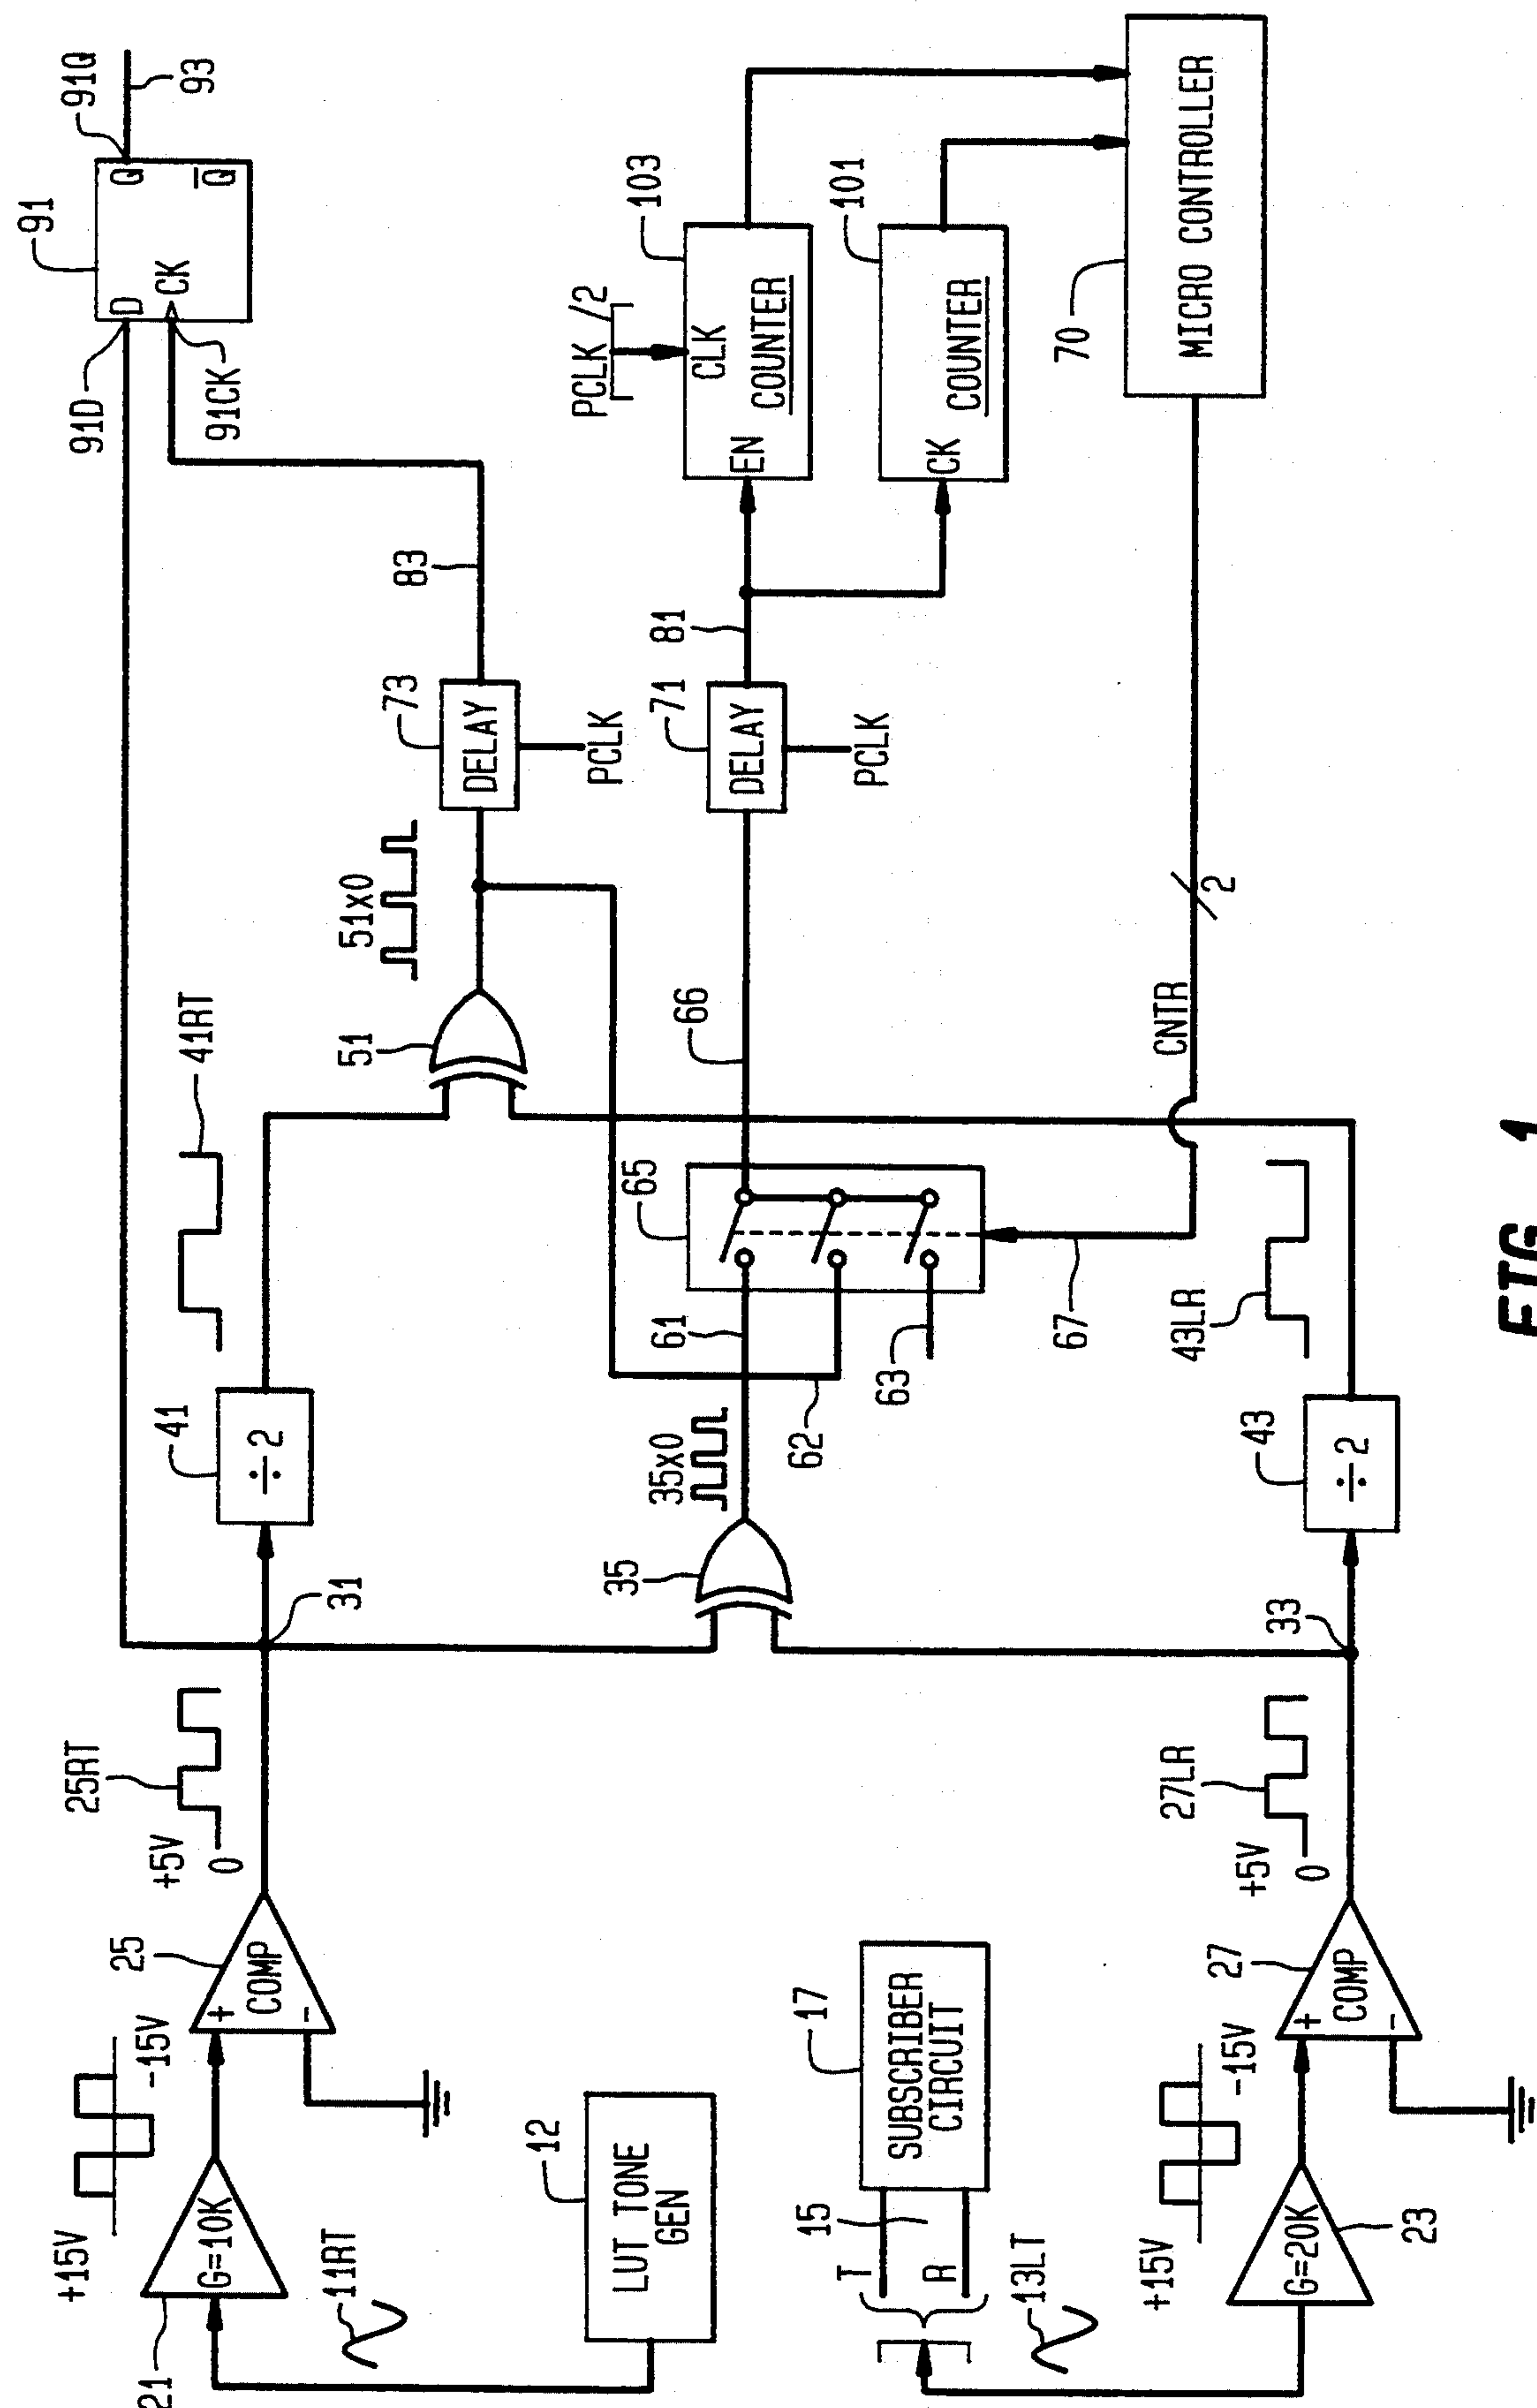 +15V
-15V
21
G=10K
11RT
LUT TONE
GEN
12
25
COMP
+
-
+5V
0
25RT
31
41
÷2
41RT
51
51x0
73
DELAY
PCLK
83
91D
91CK
91
D
CK
Q
Q
91Q
93
35
35x0
61
62
63
65
66
67
71
DELAY
PCLK
81
PCLK /2
103
CLK
EN
COUNTER
101
CK
COUNTER
70
MICRO CONTROLLER
CNTR
2
13LT
T
R
15
17
SUBSCRIBER
CIRCUIT
+15V
-15V
G=20K
23
27
COMP
+
-
+5V
0
27LR
33
43
÷2
43LR
FIG. 1